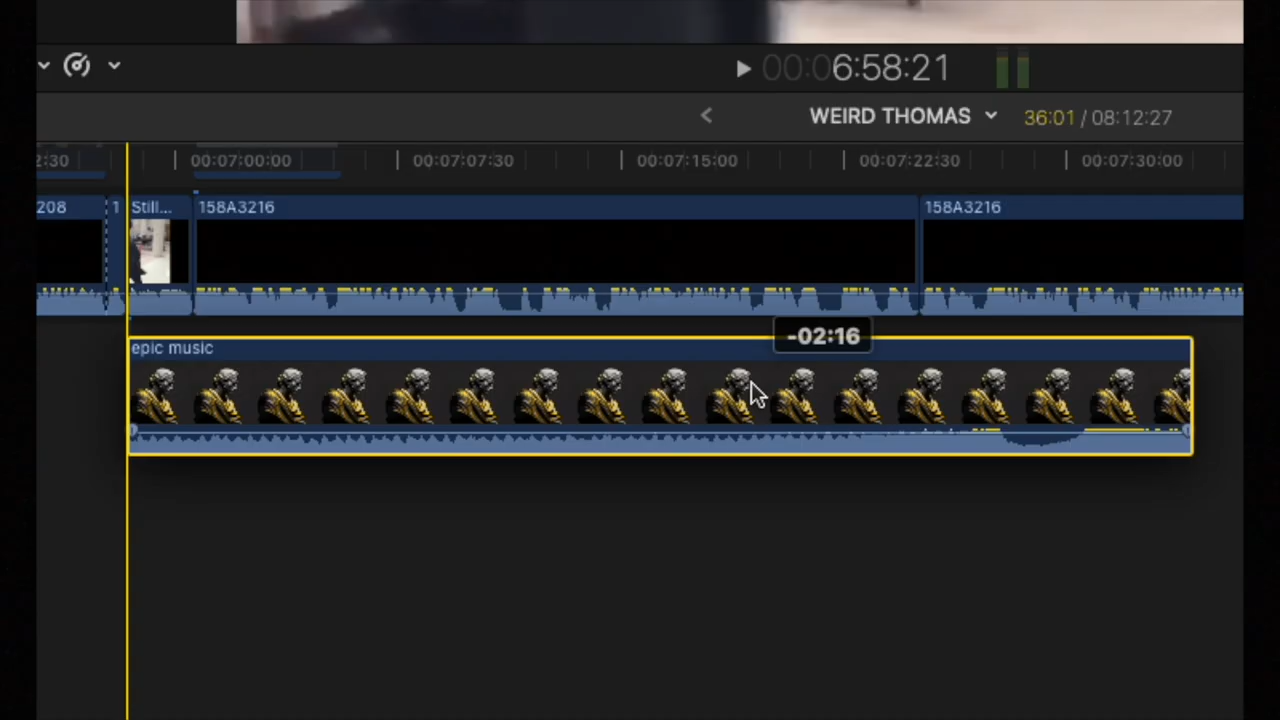 00:06:58:21
WEIRD THOMAS 36:01 / 08:12:27
2:30 00:07:00:00 00:07:07:30 00:07:15:00 00:07:22:30 00:07:30:00
208 1 Still... 158A3216 158A3216
-02:16
epic music